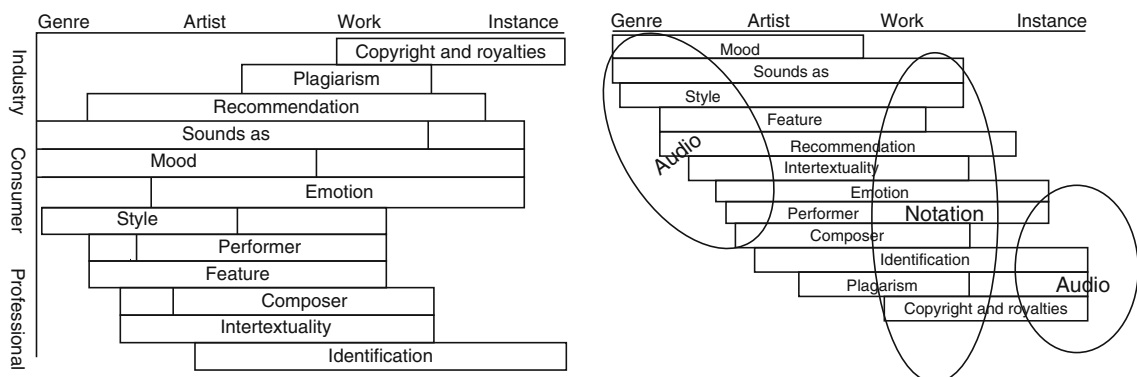 Genre Artist Work Instance
Industry
Consumer
Professional
Copyright and royalties
Plagiarism
Recommendation
Sounds as
Mood
Emotion
Style
Performer
Feature
Composer
Intertextuality
Identification
Genre Artist Work Instance
Mood
Sounds as
Style
Feature
Recommendation
Audio
Intertextuality
Emotion
Performer Notation
Composer
Identification
Plagarism Audio
Copyright and royalties